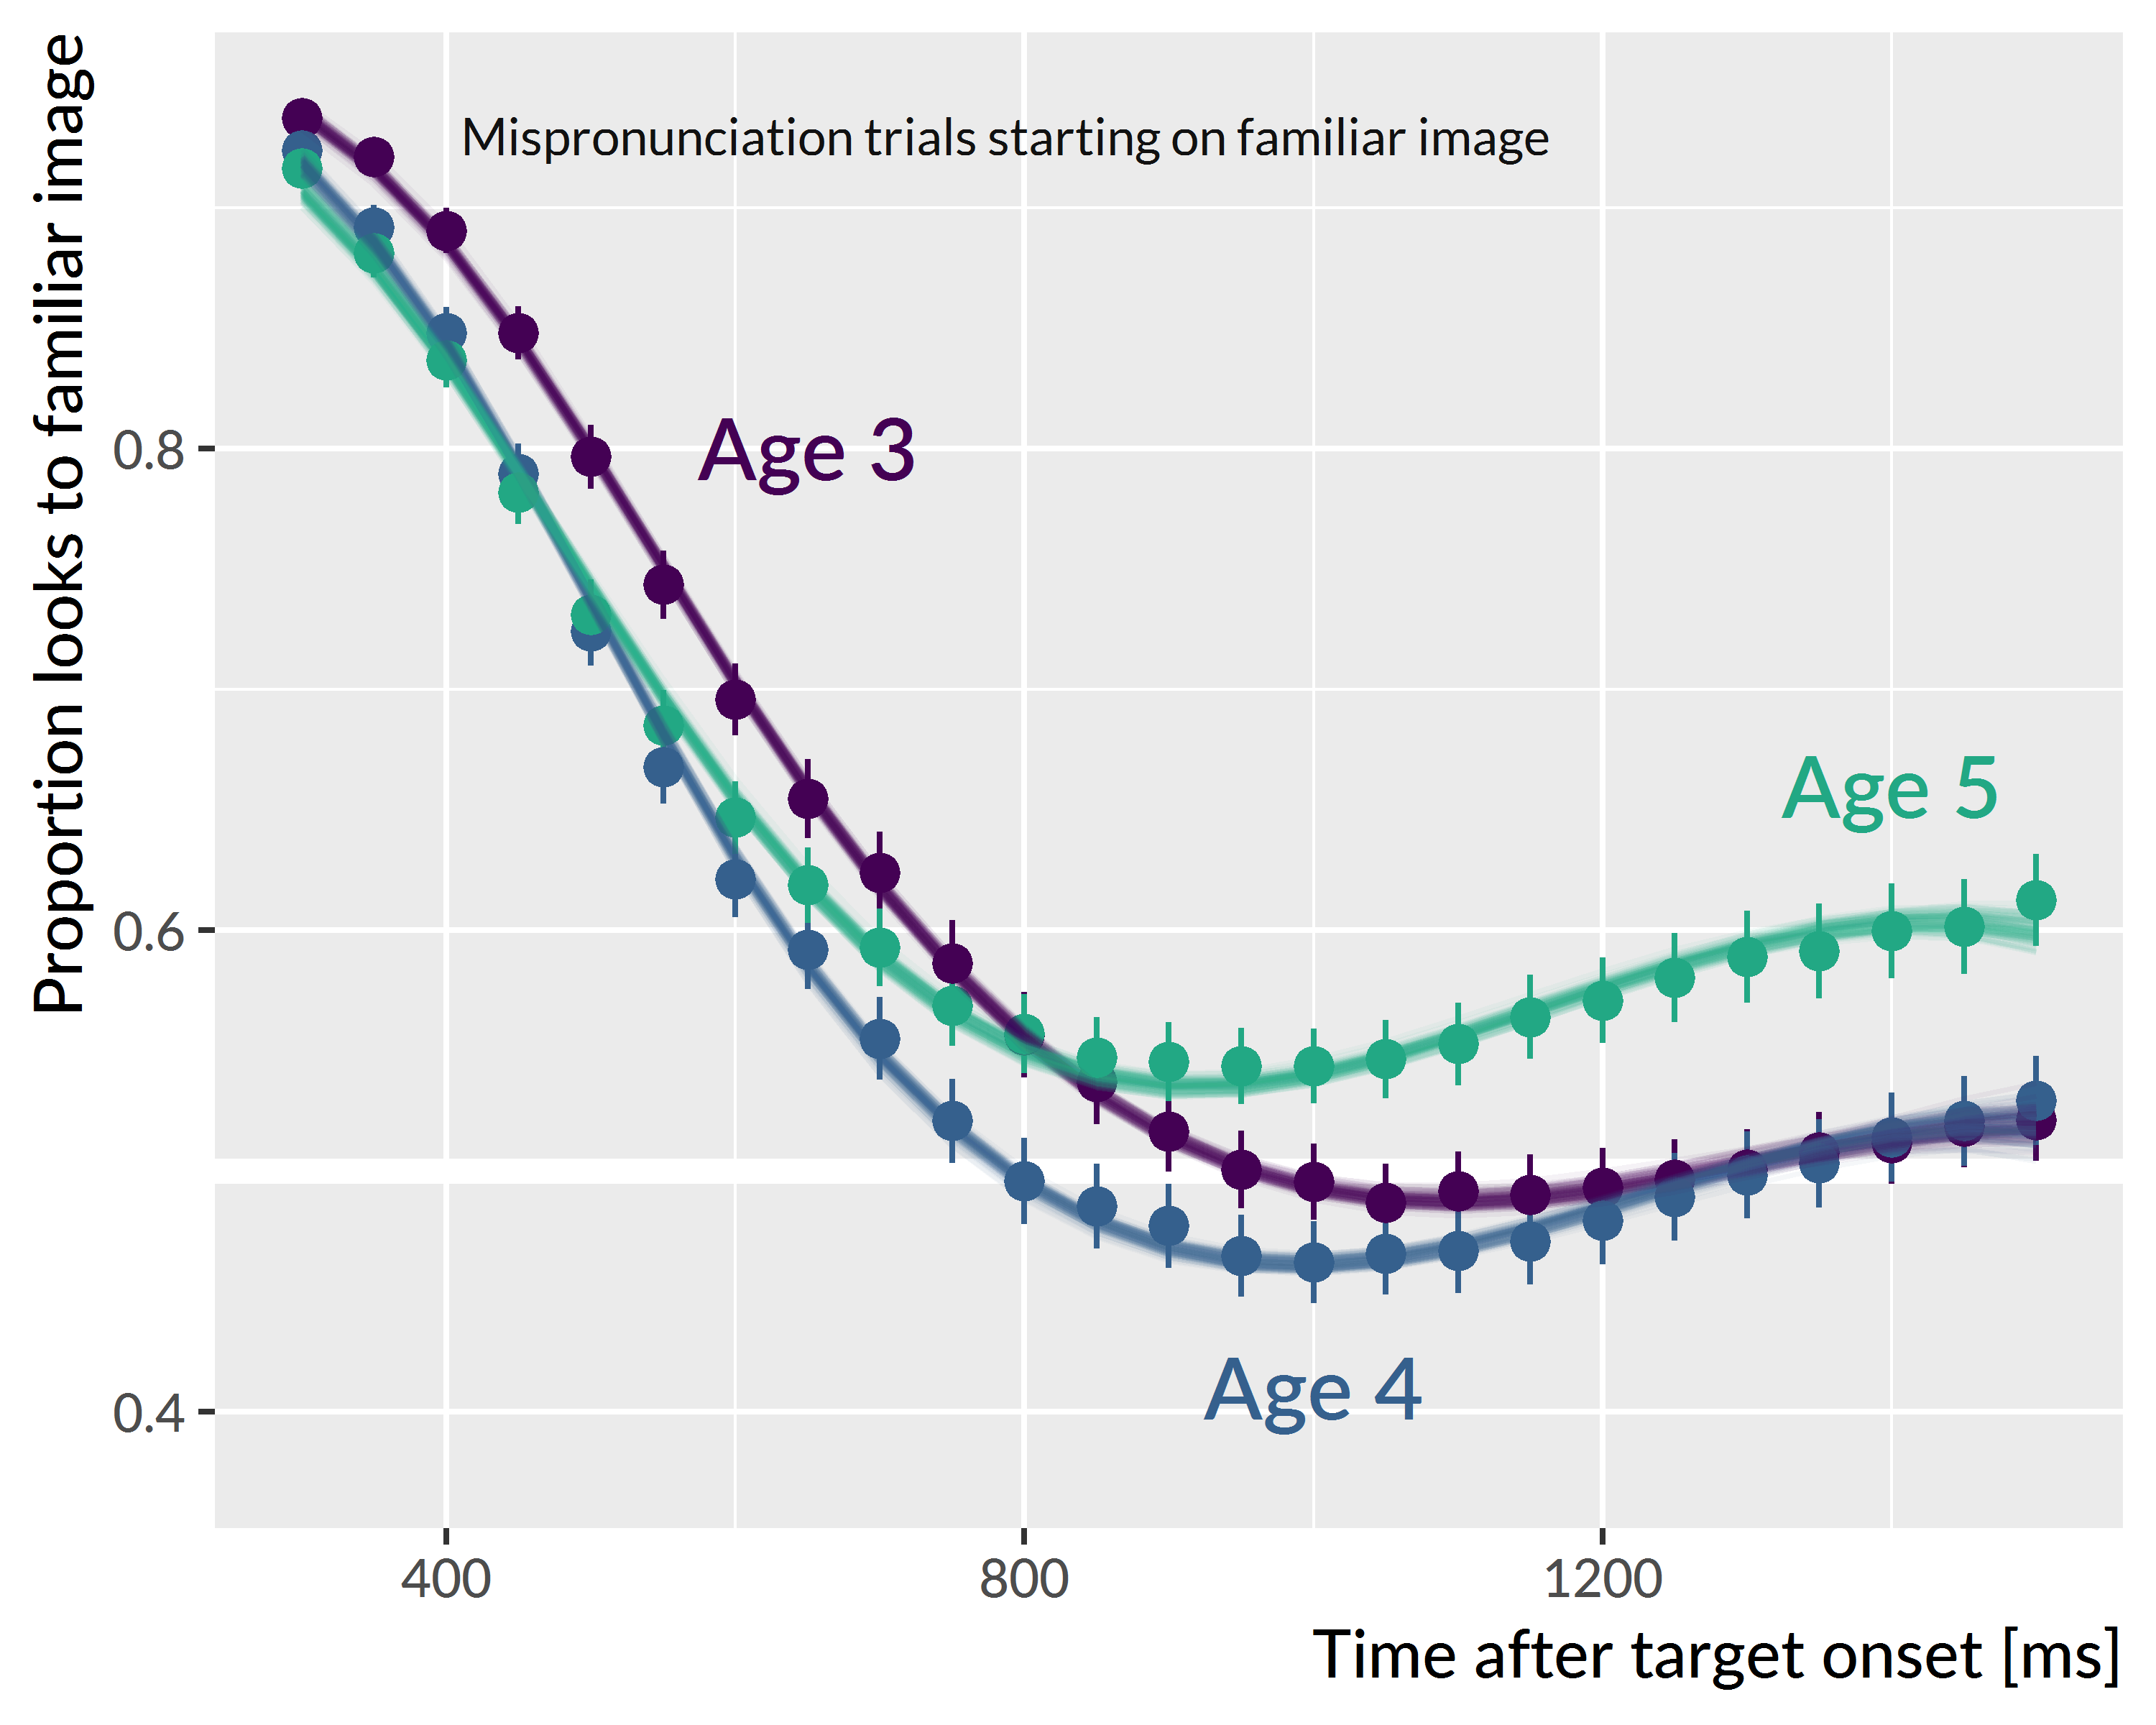 Proportion looks to familiar image
Mispronunciation trials starting on familiar image
0.8
Age 3
Age 5
0.6
Age 4
0.4
400
800
1200
Time after target onset [ms]